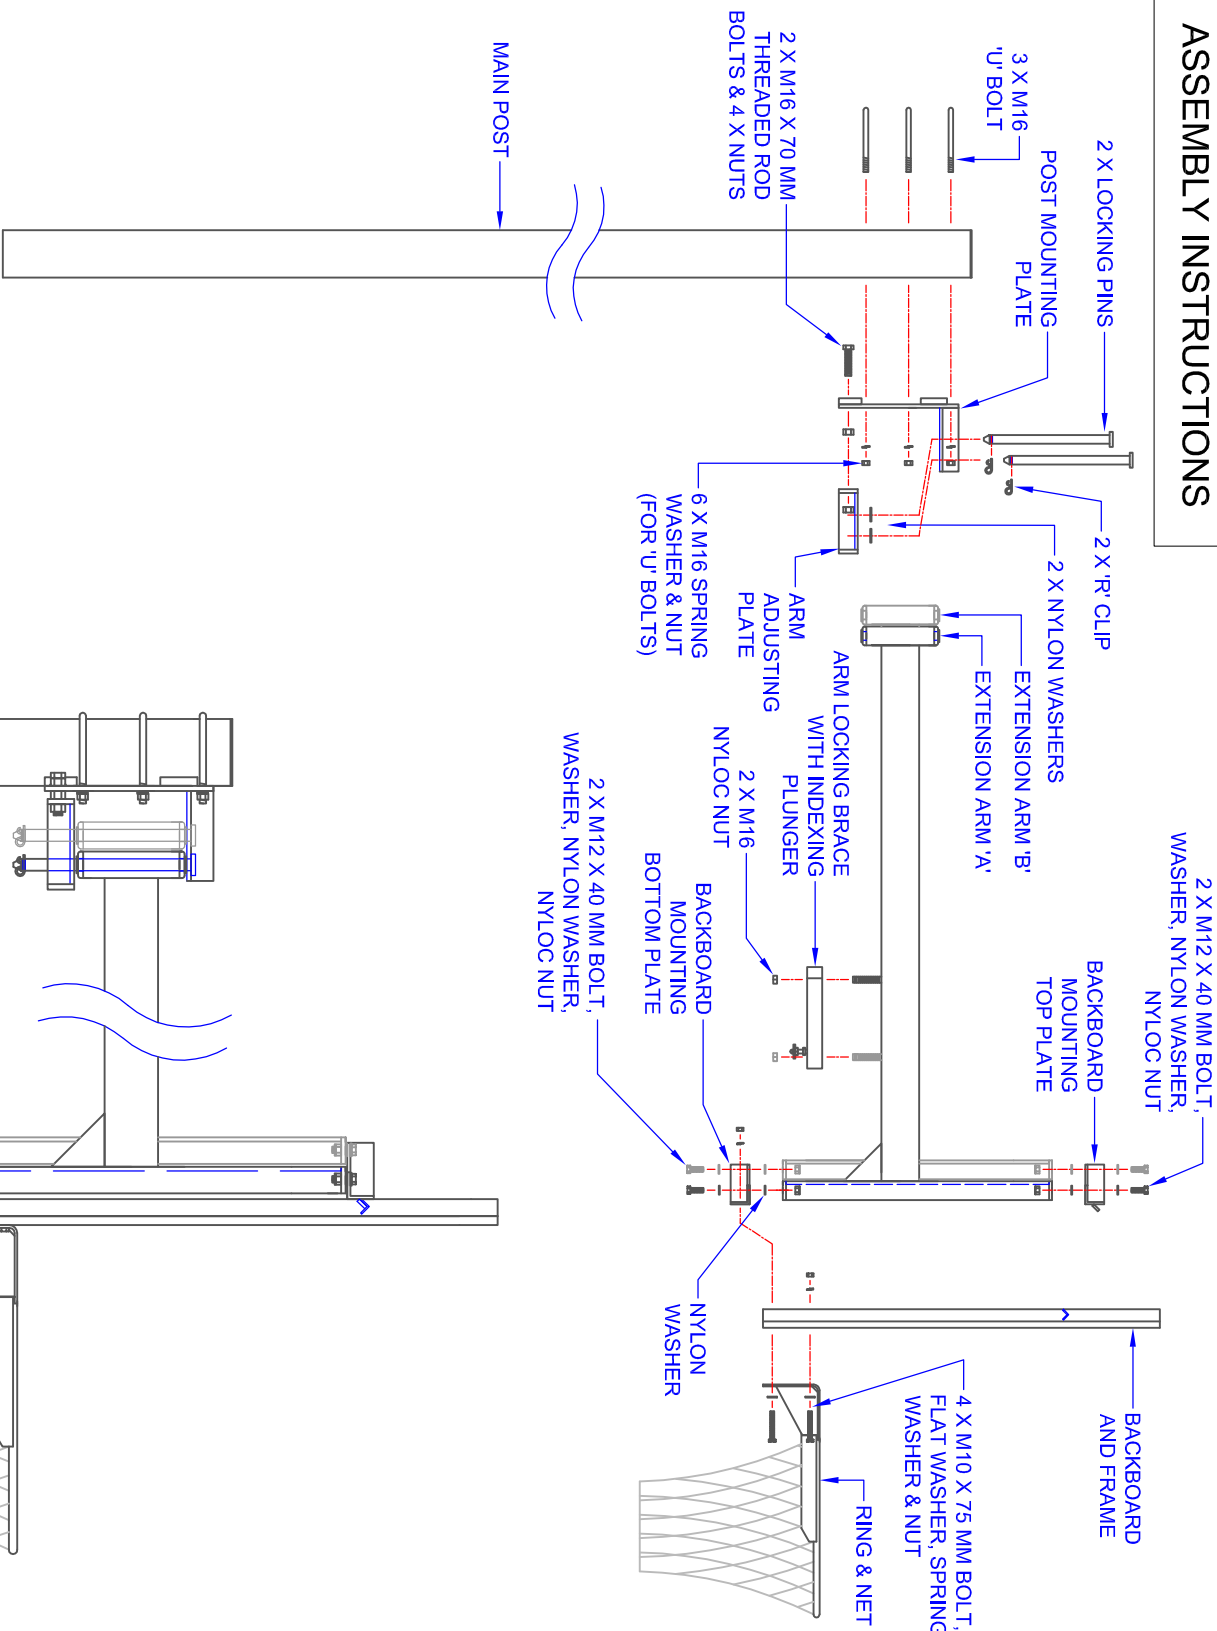 ASSEMBLY INSTRUCTIONS
2 X LOCKING PINS
POST MOUNTING
PLATE
3 X M16
'U' BOLT
2 X M16 X 70 MM
THREADED ROD
BOLTS & 4 X NUTS
MAIN POST
2 X 'R' CLIP
2 X NYLON WASHERS
EXTENSION ARM 'B'
EXTENSION ARM 'A'
ARM
ADJUSTING
PLATE
6 X M16 SPRING
WASHER & NUT
(FOR 'U' BOLTS)
ARM LOCKING BRACE
WITH INDEXING
PLUNGER
2 X M16
NYLOC NUT
2 X M12 X 40 MM BOLT,
WASHER, NYLON WASHER,
NYLOC NUT
BACKBOARD
MOUNTING
TOP PLATE
BACKBOARD
MOUNTING
BOTTOM PLATE
2 X M12 X 40 MM BOLT,
WASHER, NYLON WASHER,
NYLOC NUT
NYLON
WASHER
BACKBOARD
AND FRAME
4 X M10 X 75 MM BOLT,
FLAT WASHER, SPRING
WASHER & NUT
RING & NET